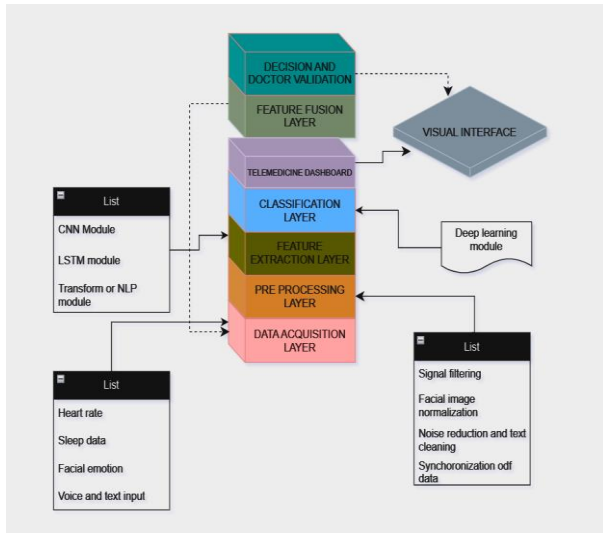 DECISION AND
DOCTOR VALIDATION
FEATURE FUSION
LAYER
VISUAL INTERFACE
TELEMEDICINE DASHBOARD
List
CNN Module
LSTM module
Transform or NLP
module
CLASSIFICATION
LAYER
Deep learning
module
FEATURE
EXTRACTION LAYER
PRE PROCESSING
LAYER
DATA ACQUISITION
LAYER
List
Heart rate
Sleep data
Facial emotion
Voice and text input
List
Signal filtering
Facial image
normalization
Noise reduction and text
cleaning
Synchoronization odf
data